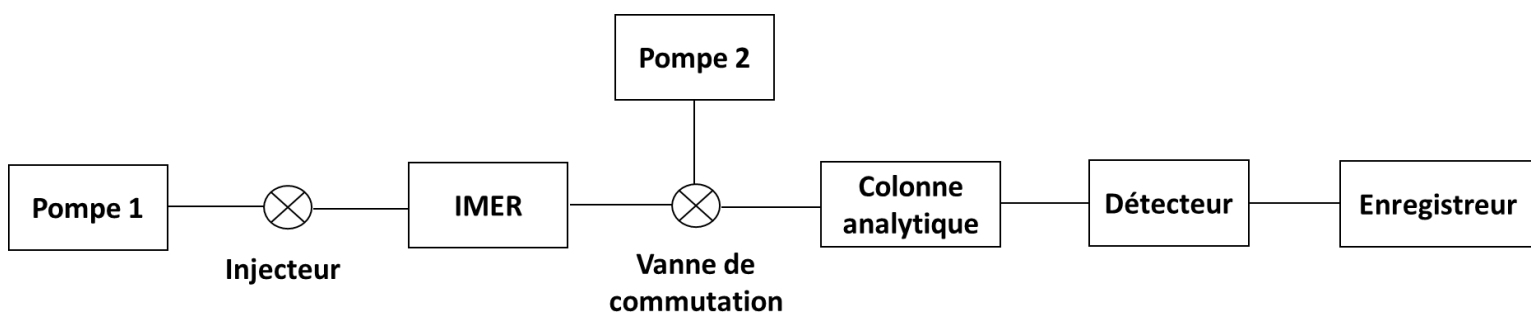 Pompe 2
Pompe 1
Injecteur
IMER
Vanne de
commutation
Colonne
analytique
Détecteur
Enregistreur